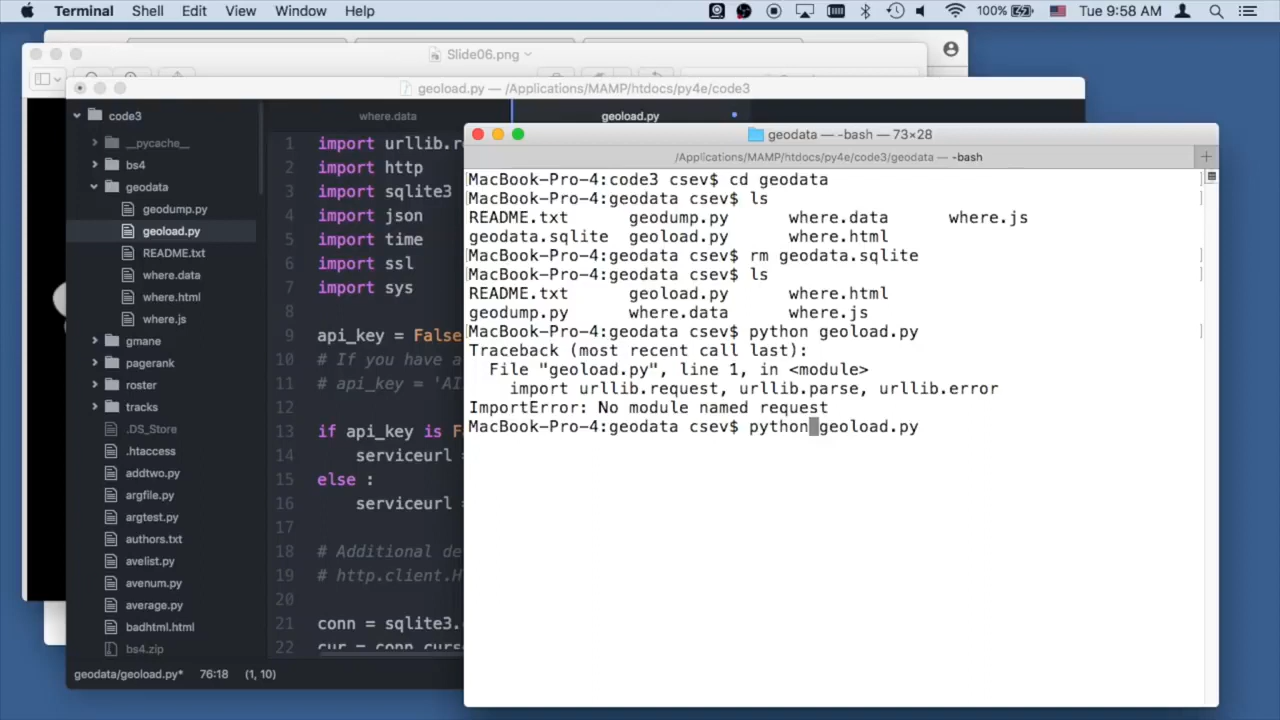 Terminal Shell Edit View Window Help 100% Tue 9:58 AM
Slide06.png
geoload.py — /Applications/MAMP/htdocs/py4e/code3
code3
__pycache__
bs4
geodata
geodump.py
geoload.py
README.txt
where.data
where.html
where.js
gmane
pagerank
roster
tracks
.DS_Store
.htaccess
addtwo.py
argfile.py
argtest.py
authors.txt
avelist.py
avenum.py
average.py
badhtml.html
bs4.zip
where.data geoload.py
1 import urllib.r
2 import http
3 import sqlite3
4 import json
5 import time
6 import ssl
7 import sys
8
9 api_key = False
10 # If you have a
11 # api_key = 'AI
12
13 if api_key is F
14 serviceurl =
15 else :
16 serviceurl =
17
18 # Additional de
19 # http.client.H
20
21 conn = sqlite3.
22 cur = conn.curs
geodata/geoload.py* 76:18 (1, 10)
geodata — -bash — 73×28
/Applications/MAMP/htdocs/py4e/code3/geodata — -bash
MacBook-Pro-4:code3 csev$ cd geodata
MacBook-Pro-4:geodata csev$ ls
README.txt geodump.py where.data where.js
geodata.sqlite geoload.py where.html
MacBook-Pro-4:geodata csev$ rm geodata.sqlite
MacBook-Pro-4:geodata csev$ ls
README.txt geoload.py where.html
geodump.py where.data where.js
MacBook-Pro-4:geodata csev$ python geoload.py
Traceback (most recent call last):
File "geoload.py", line 1, in <module>
import urllib.request, urllib.parse, urllib.error
ImportError: No module named request
MacBook-Pro-4:geodata csev$ python geoload.py